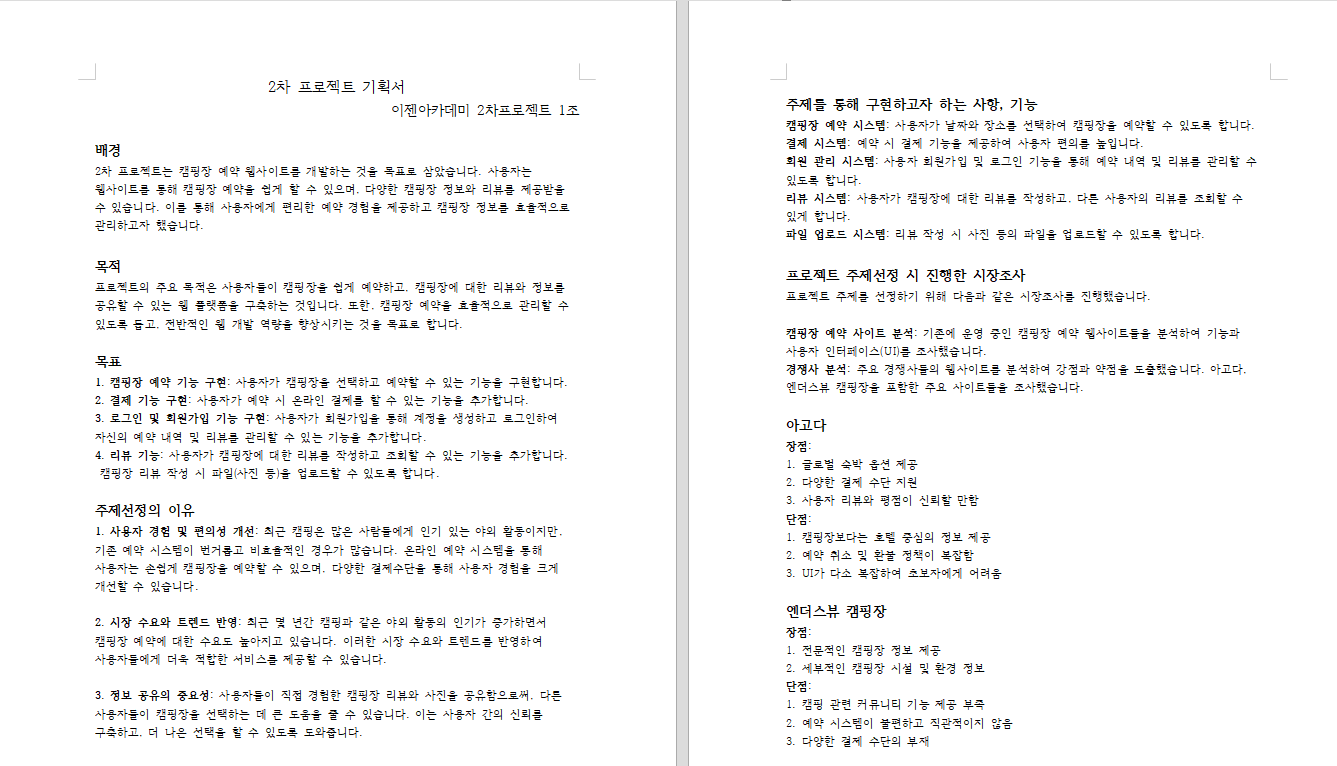 2차 프로젝트 기획서
이젠아카데미 2차프로젝트 1조
배경
2차 프로젝트는 캠핑장 예약 웹사이트를 개발하는 것을 목표로 삼았습니다. 사용자는
웹사이트를 통해 캠핑장 예약을 쉽게 할 수 있으며, 다양한 캠핑장 정보와 리뷰를 제공받을
수 있습니다. 이를 통해 사용자에게 편리한 예약 경험을 제공하고 캠핑장 정보를 효율적으로
관리하고자 했습니다.
목적
프로젝트의 주요 목적은 사용자들이 캠핑장을 쉽게 예약하고, 캠핑장에 대한 리뷰와 정보를
공유할 수 있는 웹 플랫폼을 구축하는 것입니다. 또한, 캠핑장 예약을 효율적으로 관리할 수
있도록 돕고, 전반적인 웹 개발 역량을 향상시키는 것을 목표로 합니다.
목표
1. 캠핑장 예약 기능 구현: 사용자가 캠핑장을 선택하고 예약할 수 있는 기능을 구현합니다.
2. 결제 기능 구현: 사용자가 예약 시 온라인 결제를 할 수 있는 기능을 추가합니다.
3. 로그인 및 회원가입 기능 구현: 사용자가 회원가입을 통해 계정을 생성하고 로그인하여
자신의 예약 내역 및 리뷰를 관리할 수 있는 기능을 추가합니다.
4. 리뷰 기능: 사용자가 캠핑장에 대한 리뷰를 작성하고 조회할 수 있는 기능을 추가합니다.
캠핑장 리뷰 작성 시 파일(사진 등)을 업로드할 수 있도록 합니다.
주제선정의 이유
1. 사용자 경험 및 편의성 개선: 최근 캠핑은 많은 사람들에게 인기 있는 야외 활동이지만,
기존 예약 시스템이 번거롭고 비효율적인 경우가 많습니다. 온라인 예약 시스템을 통해
사용자는 손쉽게 캠핑장을 예약할 수 있으며, 다양한 결제수단을 통해 사용자 경험을 크게
개선할 수 있습니다.
2. 시장 수요와 트렌드 반영: 최근 몇 년간 캠핑과 같은 야외 활동의 인기가 증가하면서
캠핑장 예약에 대한 수요도 높아지고 있습니다. 이러한 시장 수요와 트렌드를 반영하여
사용자들에게 더욱 적합한 서비스를 제공할 수 있습니다.
3. 정보 공유의 중요성: 사용자들이 직접 경험한 캠핑장 리뷰와 사진을 공유함으로써, 다른
사용자들이 캠핑장을 선택하는 데 큰 도움을 줄 수 있습니다. 이는 사용자 간의 신뢰를
구축하고, 더 나은 선택을 할 수 있도록 도와줍니다.
주제를 통해 구현하고자 하는 사항, 기능
캠핑장 예약 시스템: 사용자가 날짜와 장소를 선택하여 캠핑장을 예약할 수 있도록 합니다.
결제 시스템: 예약 시 결제 기능을 제공하여 사용자 편의를 높입니다.
회원 관리 시스템: 사용자 회원가입 및 로그인 기능을 통해 예약 내역 및 리뷰를 관리할 수
있도록 합니다.
리뷰 시스템: 사용자가 캠핑장에 대한 리뷰를 작성하고, 다른 사용자의 리뷰를 조회할 수
있게 합니다.
파일 업로드 시스템: 리뷰 작성 시 사진 등의 파일을 업로드할 수 있도록 합니다.
프로젝트 주제선정 시 진행한 시장조사
프로젝트 주제를 선정하기 위해 다음과 같은 시장조사를 진행했습니다.
캠핑장 예약 사이트 분석: 기존에 운영 중인 캠핑장 예약 웹사이트들을 분석하여 기능과
사용자 인터페이스(UI)를 조사했습니다.
경쟁사 분석: 주요 경쟁사들의 웹사이트를 분석하여 강점과 약점을 도출했습니다. 아고다,
엔더스뷰 캠핑장을 포함한 주요 사이트들을 조사했습니다.
아고다
장점:
1. 글로벌 숙박 옵션 제공
2. 다양한 결제 수단 지원
3. 사용자 리뷰와 평점이 신뢰할 만함
단점:
1. 캠핑장보다는 호텔 중심의 정보 제공
2. 예약 취소 및 환불 정책이 복잡함
3. UI가 다소 복잡하여 초보자에게 어려움
엔더스뷰 캠핑장
장점:
1. 전문적인 캠핑장 정보 제공
2. 세부적인 캠핑장 시설 및 환경 정보
단점:
1. 캠핑 관련 커뮤니티 기능 제공 부족
2. 예약 시스템이 불편하고 직관적이지 않음
3. 다양한 결제 수단의 부재